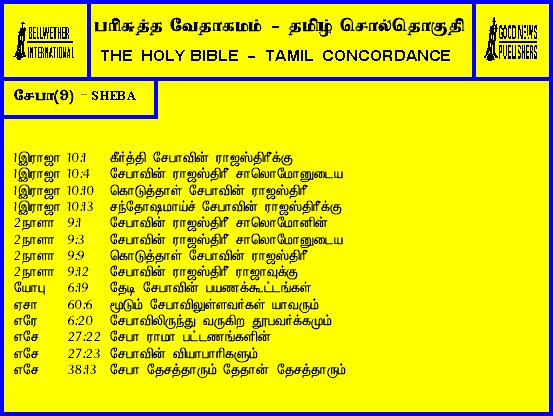 BELLWETHER
INTERNATIONAL
பரிசுத்த வேதாகமம் - தமிழ் சொல்தொகுதி
THE HOLY BIBLE - TAMIL CONCORDANCE
GOOD NEWS
PUBLISHERS
சேபா(9) - SHEBA
1இராஜா 10:1 கீர்த்தி சேபாவின் ராஜஸ்திரீக்கு
1இராஜா 10:4 சேபாவின் ராஜஸ்திரீ சாலொமோனுடைய
1இராஜா 10:10 கொடுத்தாள் சேபாவின் ராஜஸ்திரீ
1இராஜா 10:13 சந்தோஷமாய்ச் சேபாவின் ராஜஸ்திரீக்கு
2நாளா 9:1 சேபாவின் ராஜஸ்திரீ சாலொமோனின்
2நாளா 9:3 சேபாவின் ராஜஸ்திரீ சாலொமோனுடைய
2நாளா 9:9 கொடுத்தாள் சேபாவின் ராஜஸ்திரீ
2நாளா 9:12 சேபாவின் ராஜஸ்திரீ ராஜாவுக்கு
யோபு 6:19 தேடி சேபாவின் பயணக்கூட்டங்கள்
ஏசா 60:6 மூடும் சேபாவிலுள்ளவர்கள் யாவரும்
எரே 6:20 சேபாவிலிருந்து வருகிற தூபவர்க்கமும்
எசே 27:22 சேபா ராமா பட்டணங்களின்
எசே 27:23 சேபாவின் வியாபாரிகளும்
எசே 38:13 சேபா தேசத்தாரும் தேதான் தேசத்தாரும்